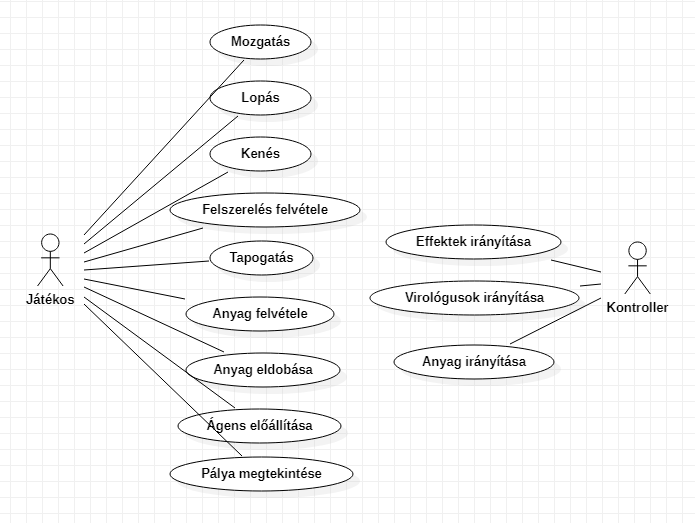 Mozgatás
Lopás
Kenés
Felszerelés felvétele
Tapogatás
Anyag felvétele
Anyag eldobása
Ágens előállítása
Pálya megtekintése
Játékos
Effektek irányítása
Virológusok irányítása
Anyag irányítása
Kontroller